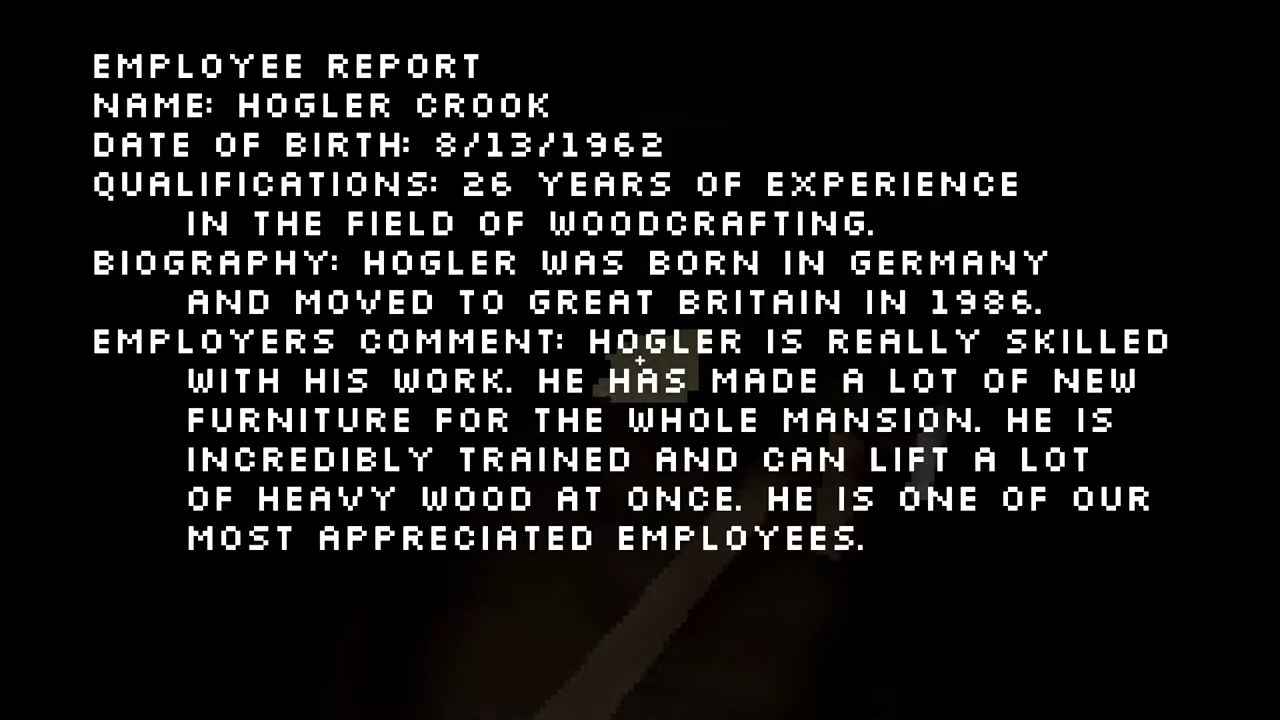 EMPLOYEE REPORT
NAME: HOGLER CROOK
DATE OF BIRTH: 8/13/1962
QUALIFICATIONS: 26 YEARS OF EXPERIENCE
IN THE FIELD OF WOODCRAFTING.
BIOGRAPHY: HOGLER WAS BORN IN GERMANY
AND MOVED TO GREAT BRITAIN IN 1986.
EMPLOYERS COMMENT: HOGLER IS REALLY SKILLED
WITH HIS WORK. HE HAS MADE A LOT OF NEW
FURNITURE FOR THE WHOLE MANSION. HE IS
INCREDIBLY TRAINED AND CAN LIFT A LOT
OF HEAVY WOOD AT ONCE. HE IS ONE OF OUR
MOST APPRECIATED EMPLOYEES.